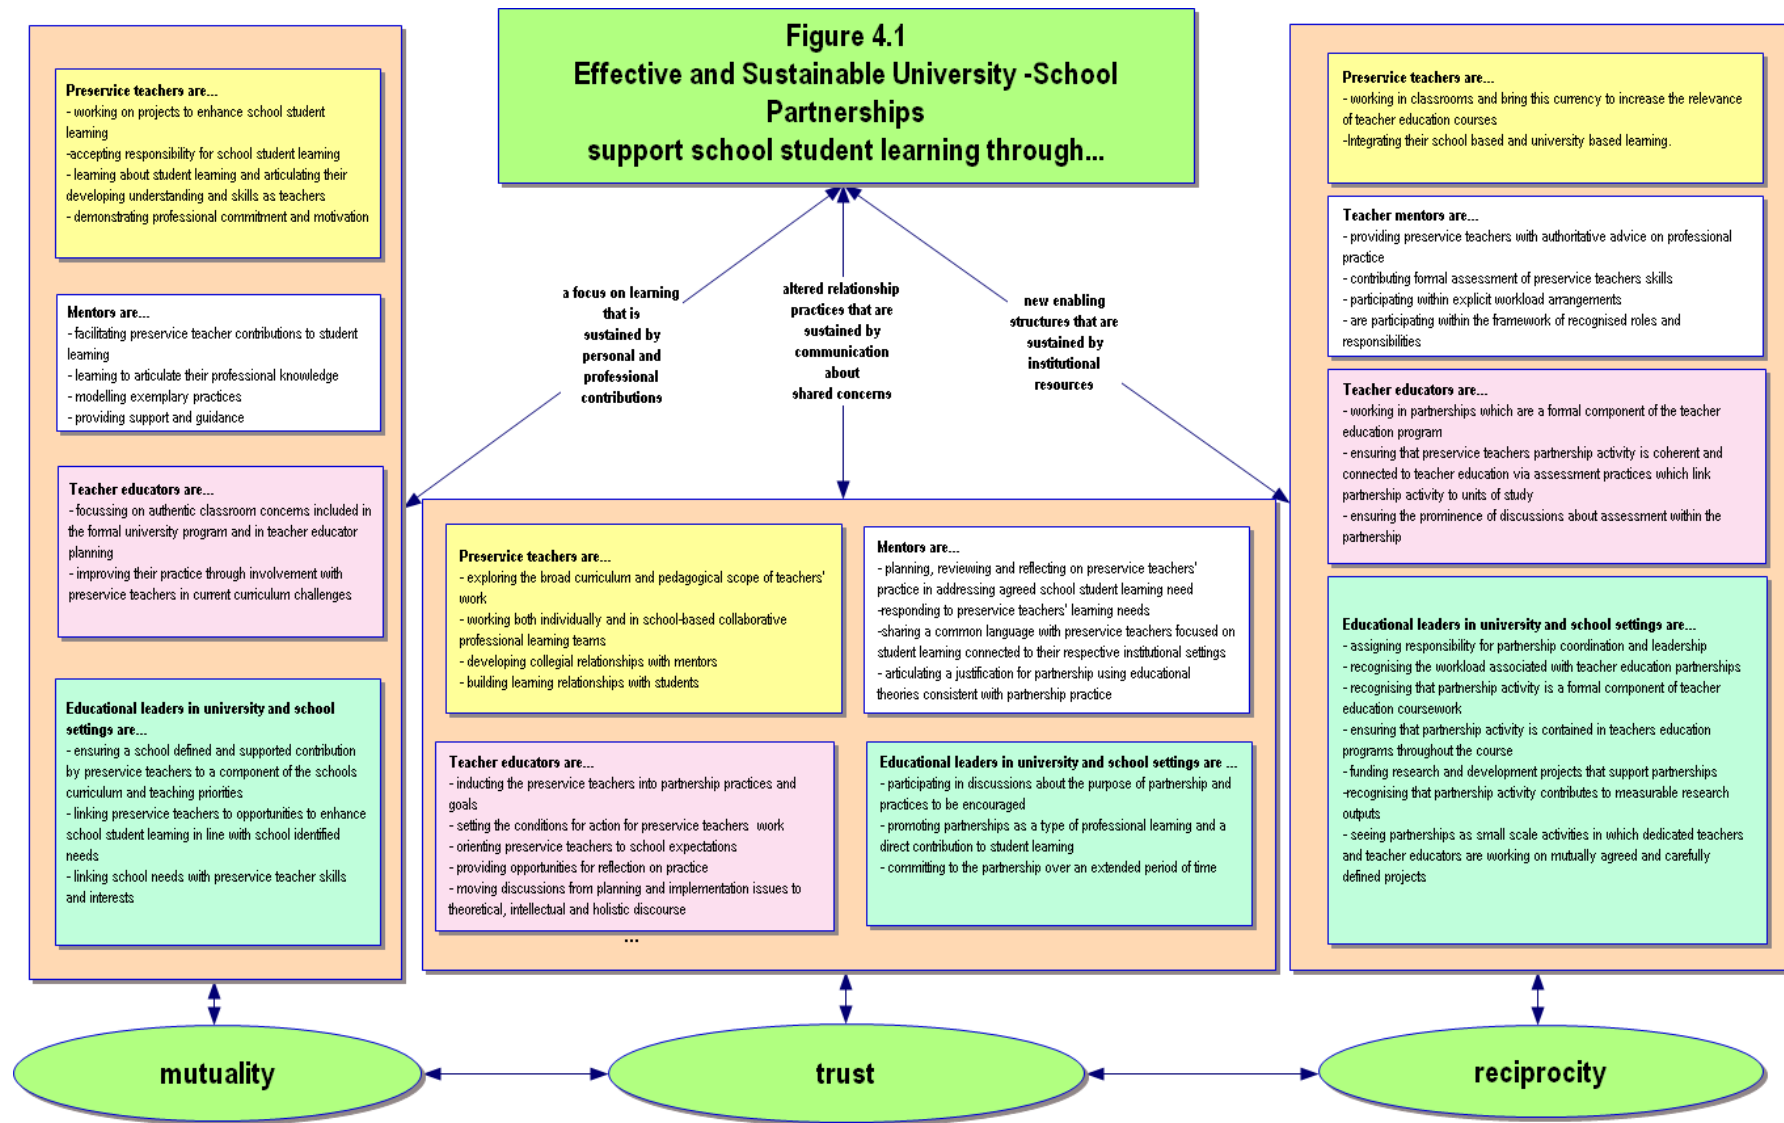 Figure 4.1
Effective and Sustainable University -School
Partnerships
support school student learning through...
a focus on learning
that is
sustained by
personal and
professional
contributions
altered relationship
practices that are
sustained by
communication
about
shared concerns
new enabling
structures that are
sustained by
institutional
resources
Preservice teachers are...
- working on projects to enhance school student
learning
-accepting responsibility for school student learning
- learning about student learning and articulating their
developing understanding and skills as teachers
- demonstrating professional commitment and motivation
Mentors are...
- facilitating preservice teacher contributions to student
learning
- learning to articulate their professional knowledge
- modelling exemplary practices
- providing support and guidance
Teacher educators are...
- focussing on authentic classroom concerns included in
the formal university program and in teacher educator
planning
- improving their practice through involvement with
preservice teachers in current curriculum challenges
Educational leaders in university and school
settings are...
- ensuring a school defined and supported contribution
by preservice teachers to a component of the schools
curriculum and teaching priorities
- linking preservice teachers to opportunities to enhance
school student learning in line with school identified
needs
- linking school needs with preservice teacher skills
and interests
Preservice teachers are...
- exploring the broad curriculum and pedagogical scope of teachers'
work
- working both individually and in school-based collaborative
professional learning teams
- developing collegial relationships with mentors
- building learning relationships with students
Mentors are...
- planning, reviewing and reflecting on preservice teachers'
practice in addressing agreed school student learning need
-responding to preservice teachers' learning needs
-sharing a common language with preservice teachers focused on
student learning connected to their respective institutional settings
- articulating a justification for partnership using educational
theories consistent with partnership practice
Teacher educators are...
- inducting the preservice teachers into partnership practices and
goals
- setting the conditions for action for preservice teachers work
- orienting preservice teachers to school expectations
- providing opportunities for reflection on practice
- moving discussions from planning and implementation issues to
theoretical, intellectual and holistic discourse
...
Educational leaders in university and school settings are ...
- participating in discussions about the purpose of partnership and
practices to be encouraged
- promoting partnerships as a type of professional learning and a
direct contribution to student learning
- committing to the partnership over an extended period of time
Preservice teachers are...
- working in classrooms and bring this currency to increase the relevance
of teacher education courses
-Integrating their school based and university based learning.
Teacher mentors are...
- providing preservice teachers with authoritative advice on professional
practice
- contributing formal assessment of preservice teachers skills
- participating within explicit workload arrangements
- are participating within the framework of recognised roles and
responsibilities
Teacher educators are...
- working in partnerships which are a formal component of the teacher
education program
- ensuring that preservice teachers partnership activity is coherent and
connected to teacher education via assessment practices which link
partnership activity to units of study
- ensuring the prominence of discussions about assessment within the
partnership
Educational leaders in university and school settings are...
- assigning responsibility for partnership coordination and leadership
- recognising the workload associated with teacher education partnerships
- recognising that partnership activity is a formal component of teacher
education coursework
- ensuring that partnership activity is contained in teachers education
programs throughout the course
- funding research and development projects that support partnerships
-recognising that partnership activity contributes to measurable research
outputs
- seeing partnerships as small scale activities in which dedicated teachers
and teacher educators are working on mutually agreed and carefully
defined projects
mutuality
trust
reciprocity